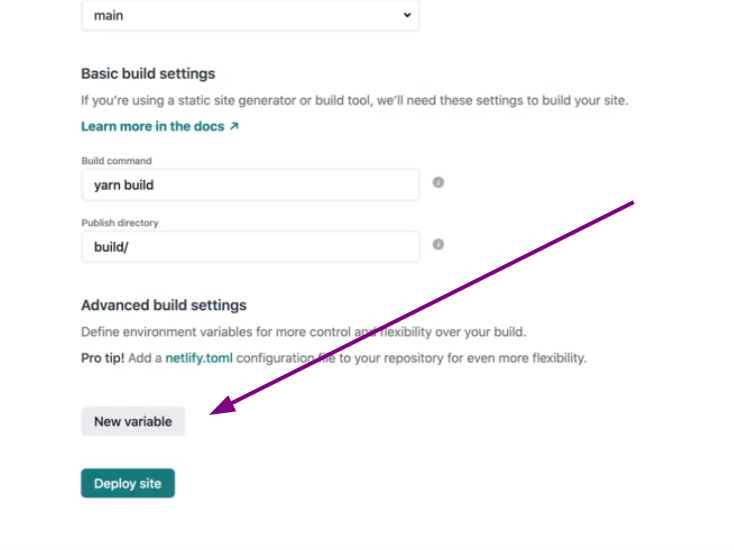 main
Basic build settings
If you're using a static site generator or build tool, we'll need these settings to build your site.
Learn more in the docs ↗
Build command
yarn build
i
Publish directory
build/
i
Advanced build settings
Define environment variables for more control and flexibility over your build.
Pro tip! Add a netlify.toml configuration file to your repository for even more flexibility.
New variable
Deploy site